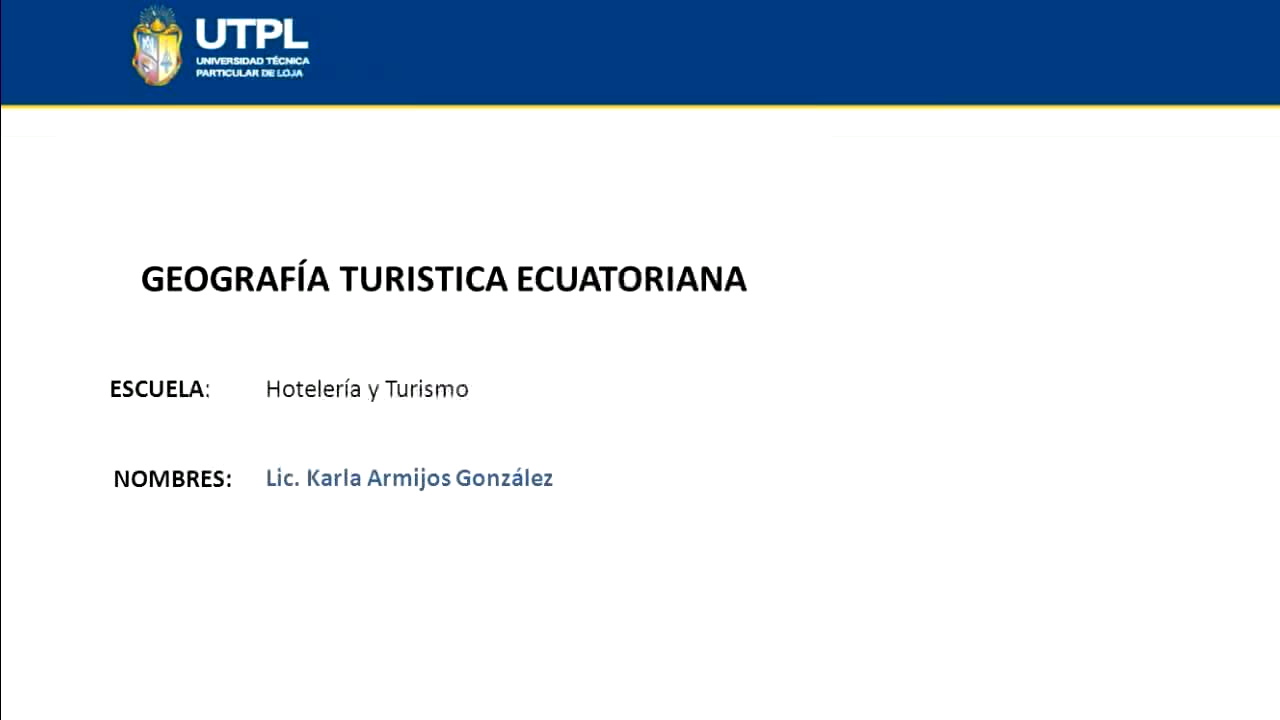 UTPL
UNIVERSIDAD TÉCNICA
PARTICULAR DE LOJA
GEOGRAFÍA TURISTICA ECUATORIANA
ESCUELA: Hotelería y Turismo
NOMBRES: Lic. Karla Armijos González